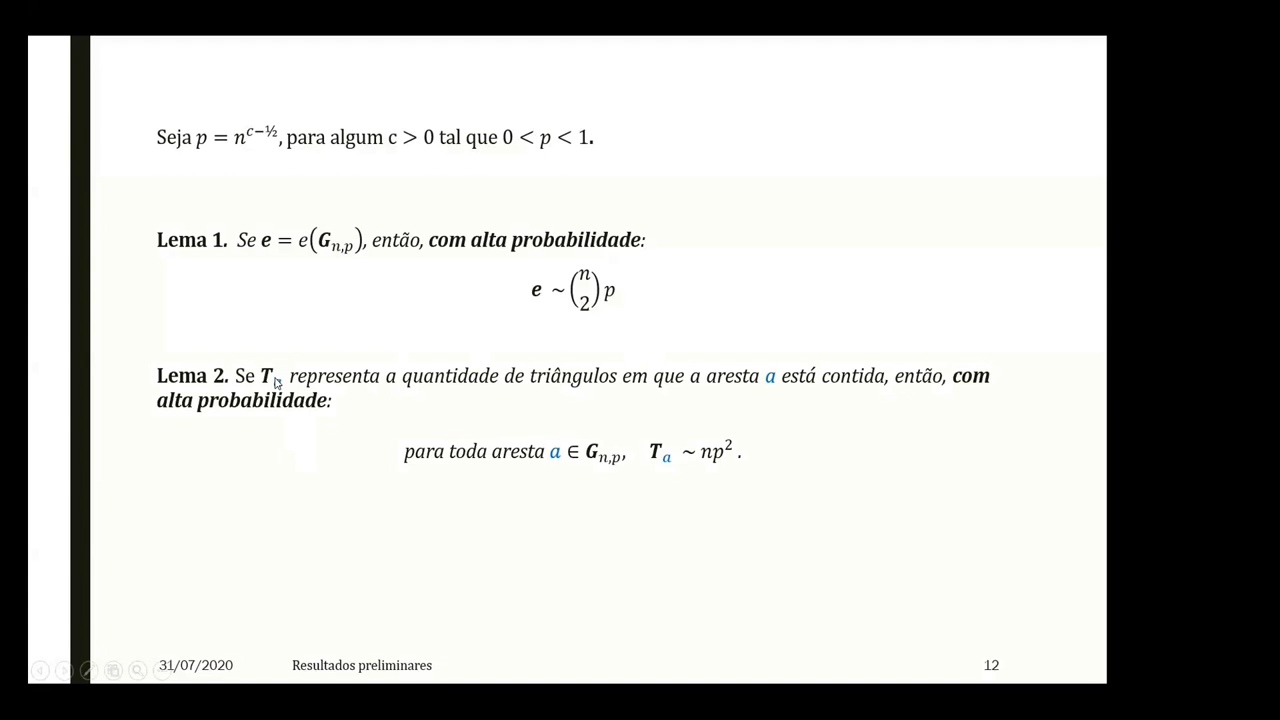 Seja p = n^{c−½}, para algum c > 0 tal que 0 < p < 1.
Lema 1. Se e = e(G_{n,p}), então, com alta probabilidade:
e ~ \binom{n}{2} p
Lema 2. Se T_a representa a quantidade de triângulos em que a aresta a está contida, então, com
alta probabilidade:
para toda aresta a ∈ G_{n,p}, T_a ~ np².
31/07/2020 Resultados preliminares 12